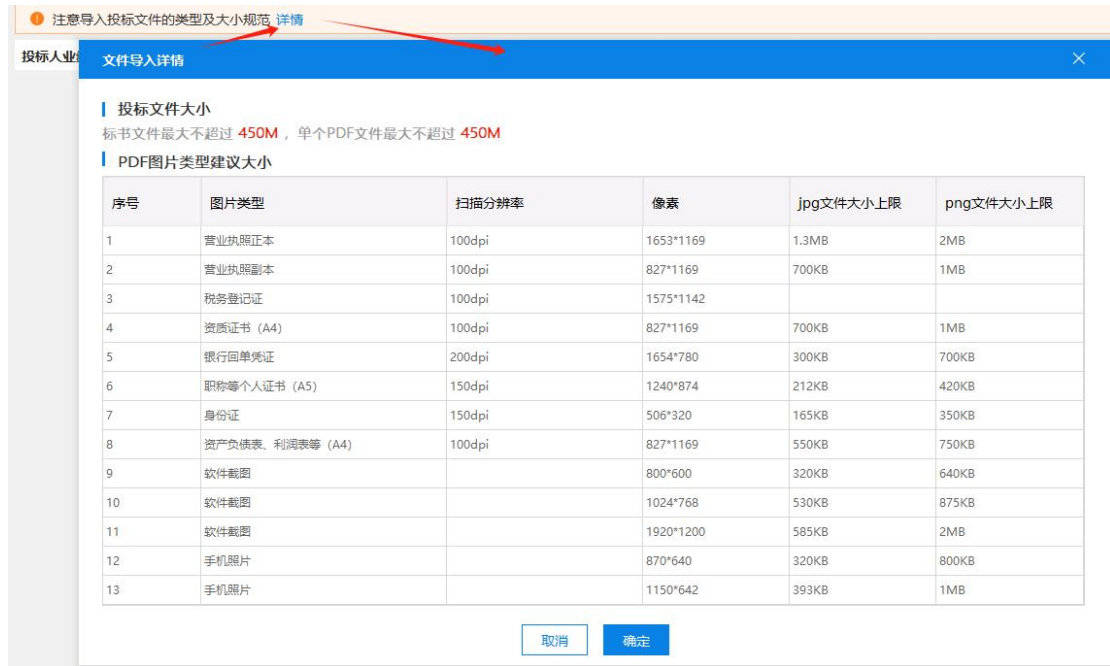 注意导入投标文件的类型及大小规范 详情
投标人业
文件导入详情
投标文件大小
标书文件最大不超过 450M ，单个PDF文件最大不超过 450M
PDF图片类型建议大小
序号 图片类型 扫描分辨率 像素 jpg文件大小上限 png文件大小上限
1 营业执照正本 100dpi 1653*1169 1.3MB 2MB
2 营业执照副本 100dpi 827*1169 700KB 1MB
3 税务登记证 100dpi 1575*1142
4 资质证书（A4） 100dpi 827*1169 700KB 1MB
5 银行回单凭证 200dpi 1654*780 300KB 700KB
6 职称等个人证书（A5） 150dpi 1240*874 212KB 420KB
7 身份证 150dpi 506*320 165KB 350KB
8 资产负债表、利润表等（A4） 100dpi 827*1169 550KB 750KB
9 软件截图 800*600 320KB 640KB
10 软件截图 1024*768 530KB 875KB
11 软件截图 1920*1200 585KB 2MB
12 手机照片 870*640 320KB 800KB
13 手机照片 1150*642 393KB 1MB
取消 确定